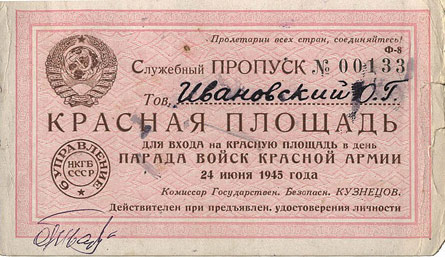 Пролетарии всех стран, соединяйтесь!
Ф-8
Служебный ПРОПУСК № 00133
Тов. Ивановский О.Г.
КРАСНАЯ ПЛОЩАДЬ
для входа на Красную площадь в день
ПАРАДА ВОЙСК КРАСНОЙ АРМИИ
24 июня 1945 года
6 УПРАВЛЕНИЕ
НКГБ
СССР
Комиссар Государствен. Безопасн. КУЗНЕЦОВ.
Действителен при предъявлен. удостоверения личности